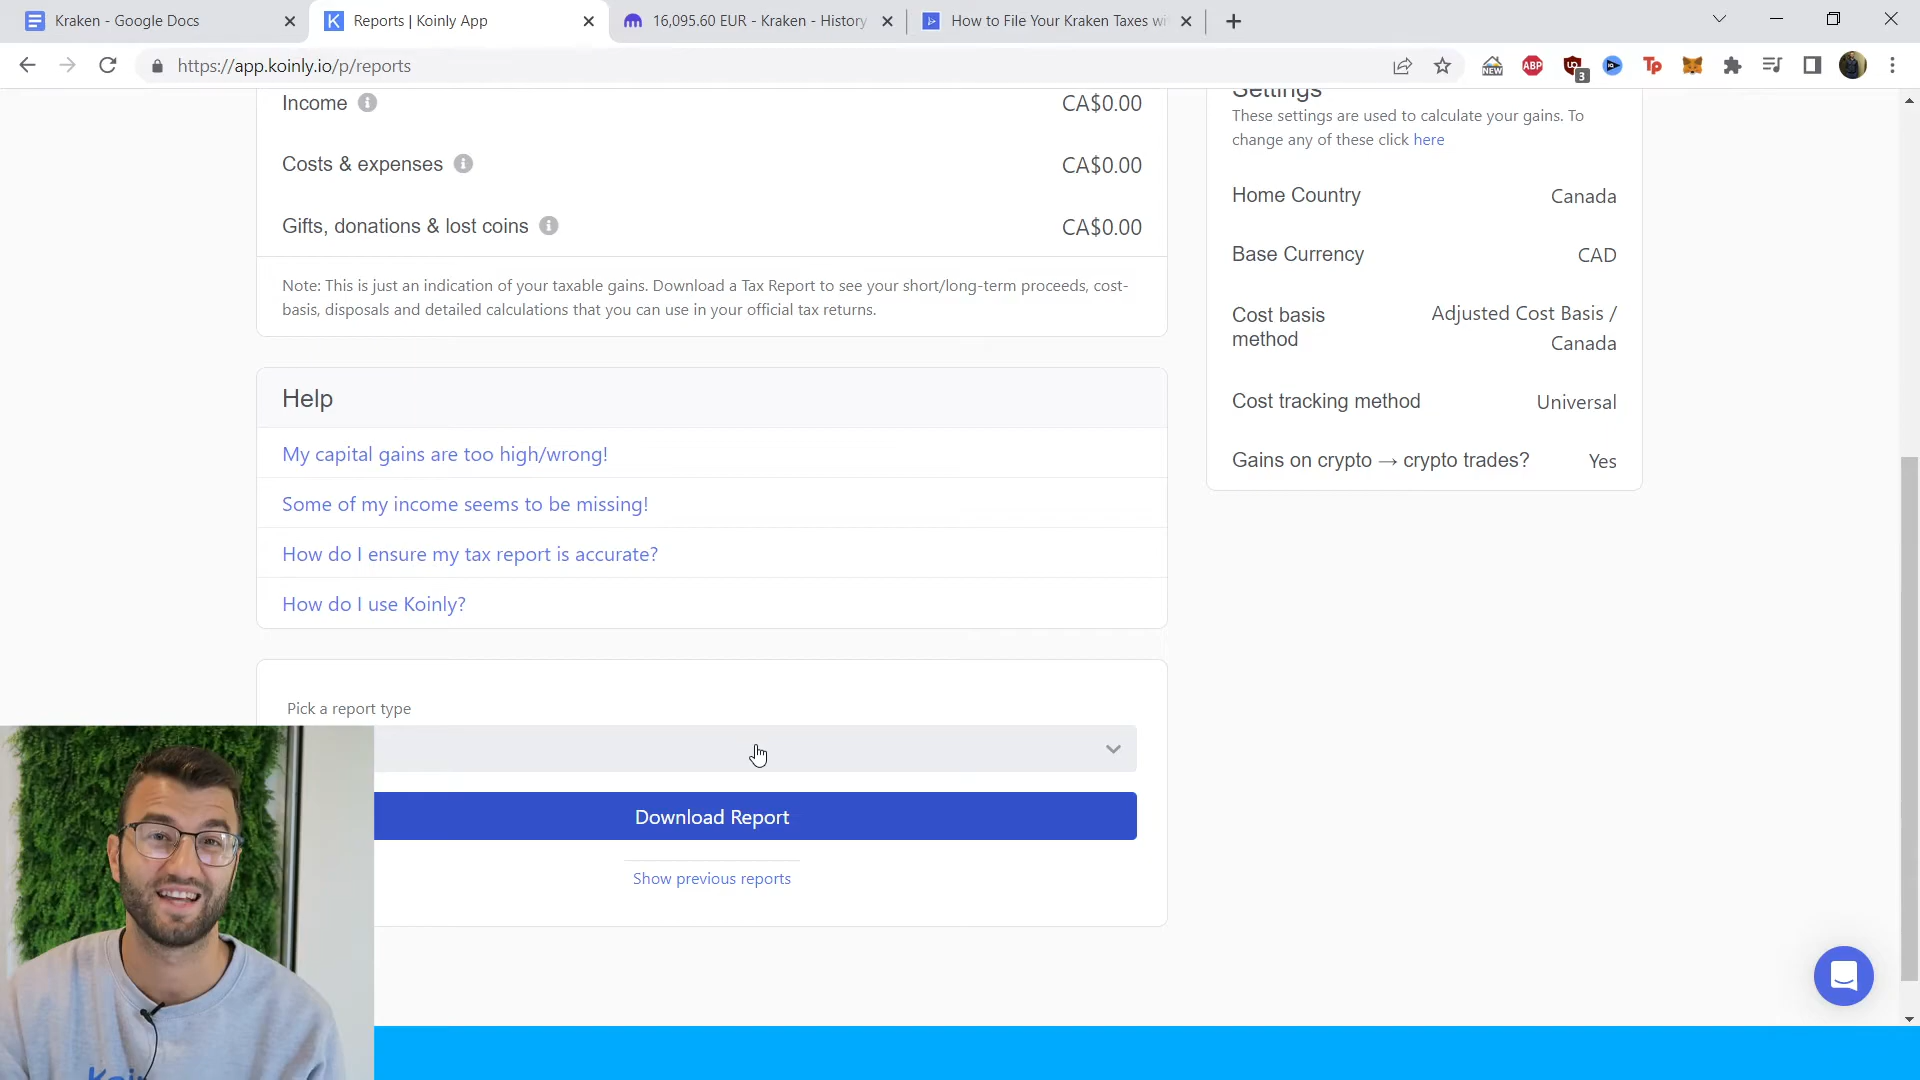 Kraken - Google Docs
Reports | Koinly App
16,095.60 EUR - Kraken - History
How to File Your Kraken Taxes wi
https://app.koinly.io/p/reports
NEW
ABP
3
Tp
Income
CA$0.00
Costs & expenses
CA$0.00
Gifts, donations & lost coins
CA$0.00
Note: This is just an indication of your taxable gains. Download a Tax Report to see your short/long-term proceeds, cost-
basis, disposals and detailed calculations that you can use in your official tax returns.
Settings
These settings are used to calculate your gains. To
change any of these click here
Home Country
Canada
Base Currency
CAD
Cost basis
method
Adjusted Cost Basis /
Canada
Cost tracking method
Universal
Gains on crypto → crypto trades?
Yes
Help
My capital gains are too high/wrong!
Some of my income seems to be missing!
How do I ensure my tax report is accurate?
How do I use Koinly?
Pick a report type
Download Report
Show previous reports